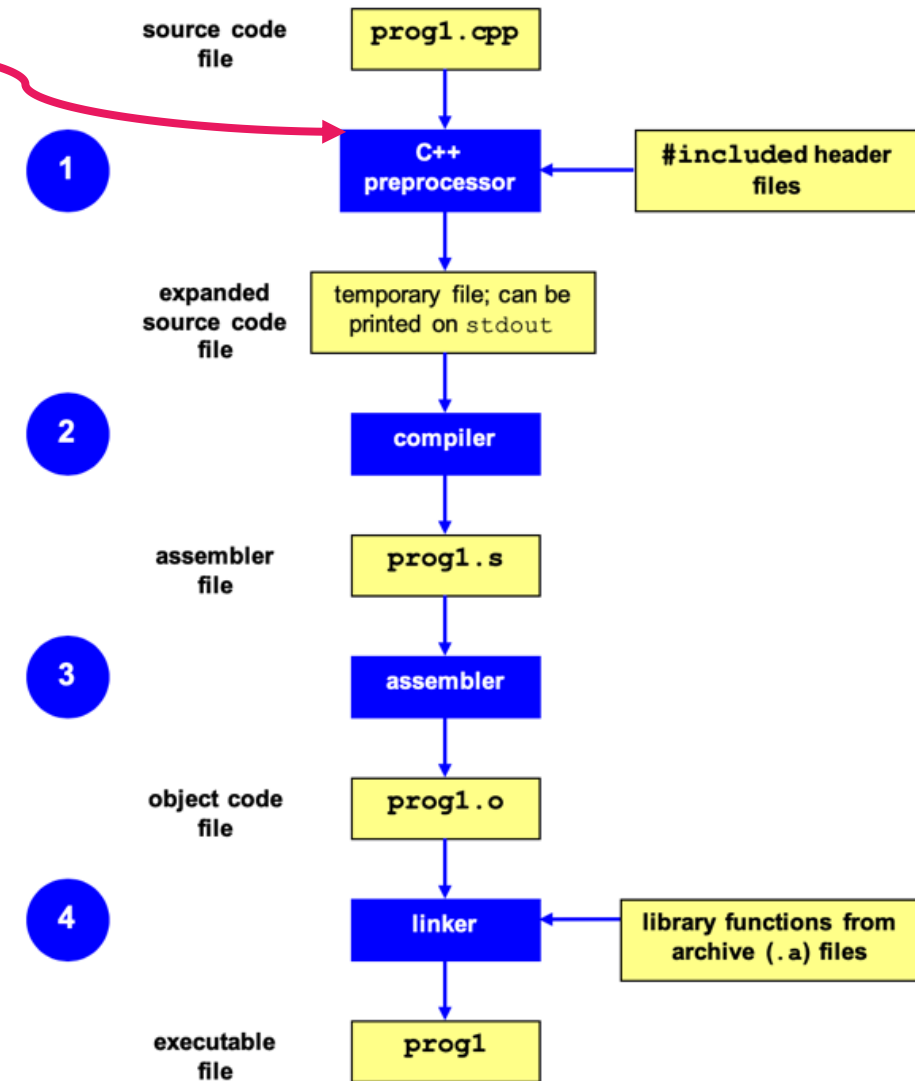 source code
file
prog1.cpp
1
C++
preprocessor
#included header
files
expanded
source code
file
temporary file; can be
printed on stdout
2
compiler
assembler
file
prog1.s
3
assembler
object code
file
prog1.o
4
linker
library functions from
archive (.a) files
executable
file
prog1